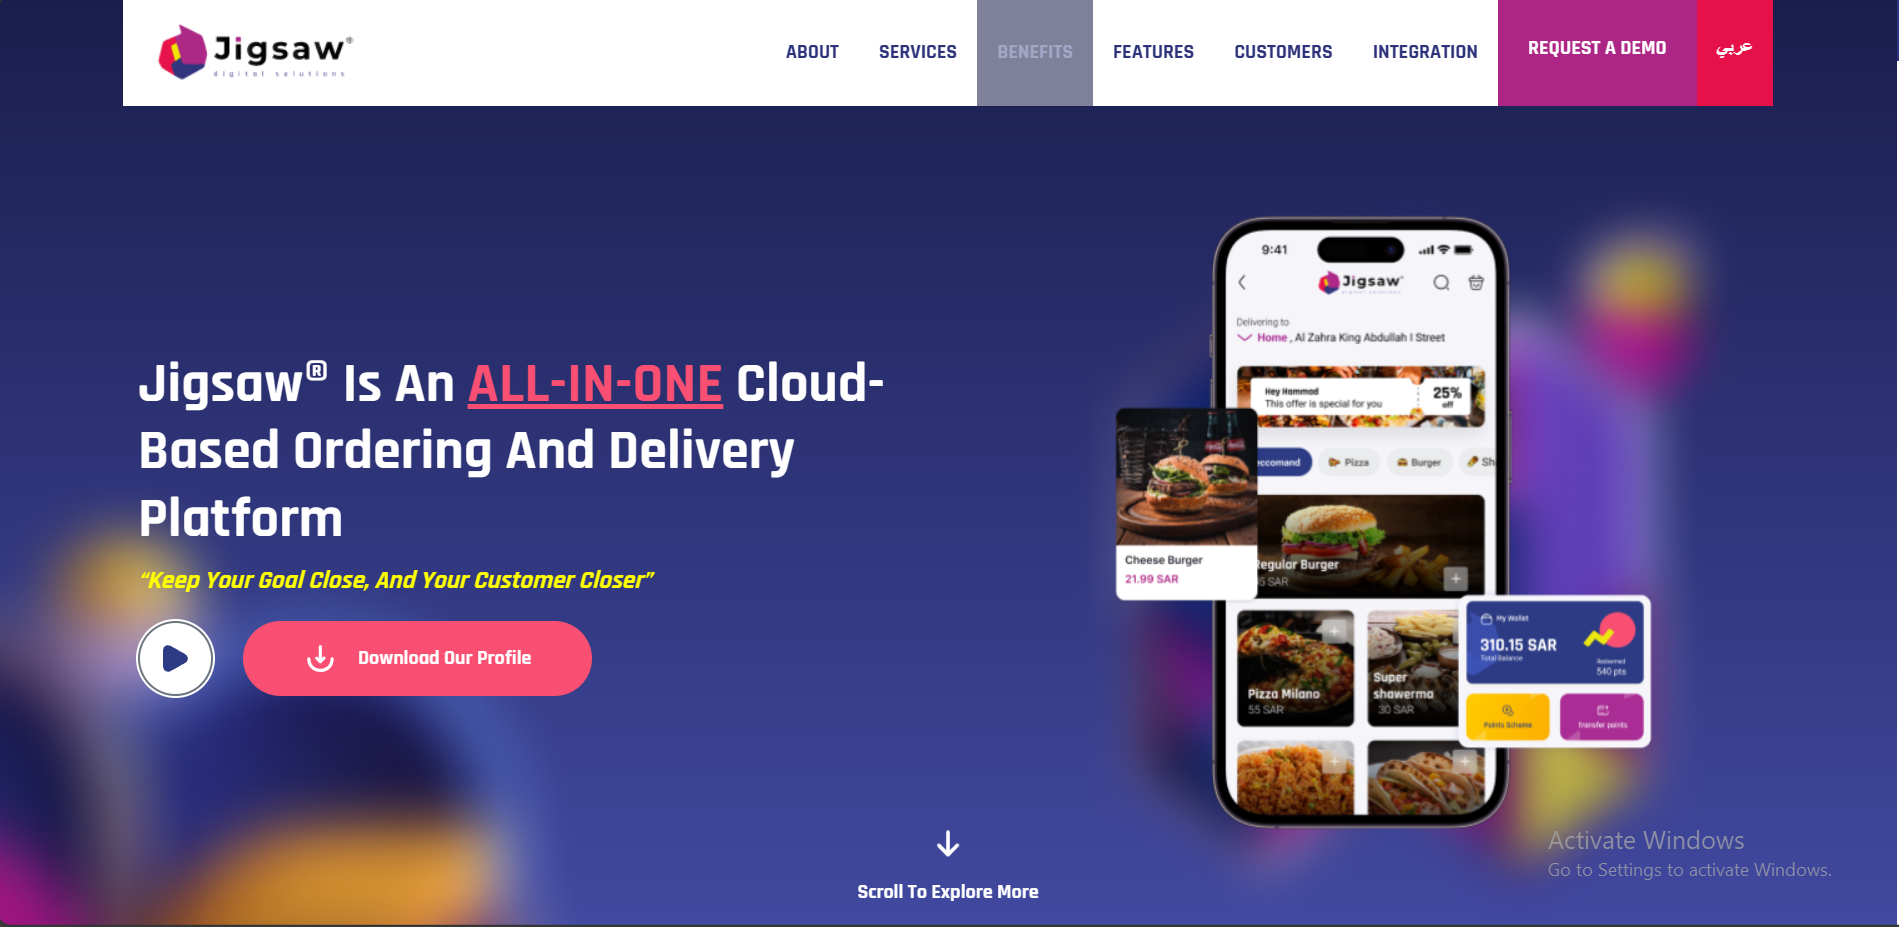 Jigsaw®
digital solutions
ABOUT
SERVICES
BENEFITS
FEATURES
CUSTOMERS
INTEGRATION
REQUEST A DEMO
عربي
Jigsaw® Is An ALL-IN-ONE Cloud-
Based Ordering And Delivery
Platform
“Keep Your Goal Close, And Your Customer Closer”
Download Our Profile
Scroll To Explore More
9:41
Jigsaw
Delivering to
Home , Al Zahra King Abdullah I Street
Hey Hammad
This offer is special for you
25%
off
eccomand
Pizza
Burger
Sh
Cheese Burger
21.99 SAR
Regular Burger
5 SAR
Pizza Milano
55 SAR
Super
shawerma
30 SAR
My Wallet
310.15 SAR
Total Balance
Redeemed
540 pts
Points Scheme
Transfer points
Activate Windows
Go to Settings to activate Windows.